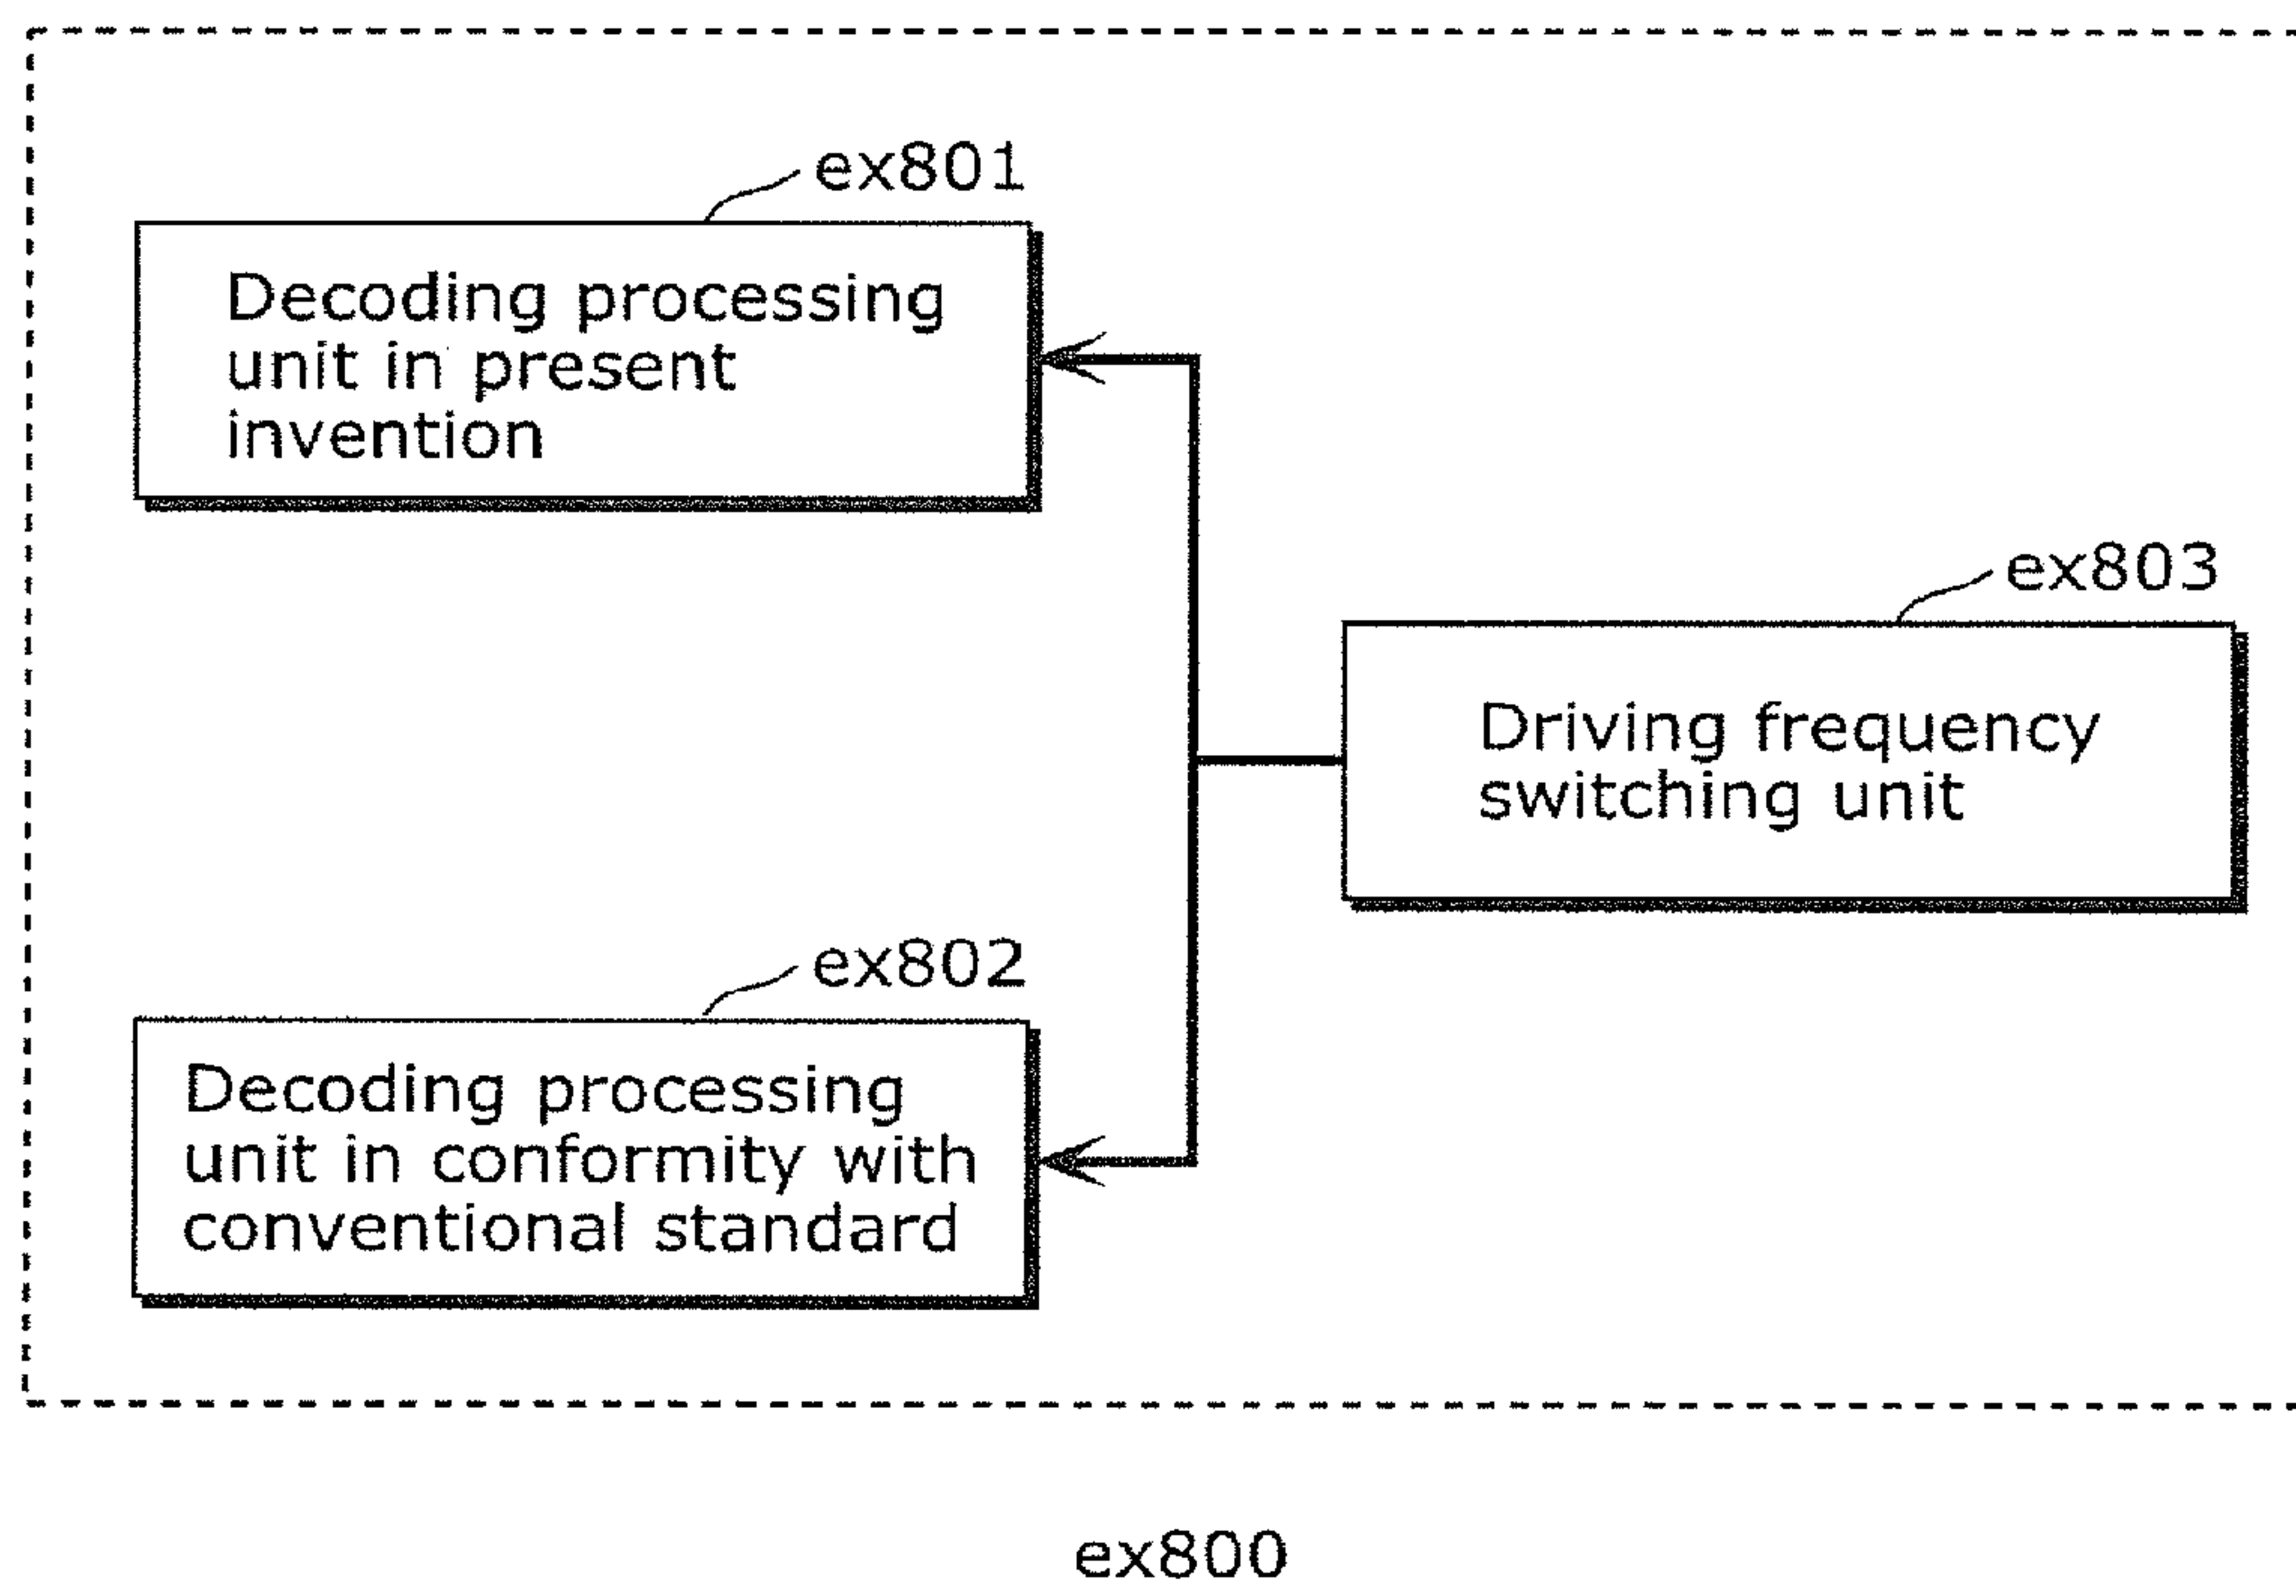 ex801
Decoding processing
unit in present
invention
ex803
Driving frequency
switching unit
ex802
Decoding processing
unit in conformity with
conventional standard
ex800